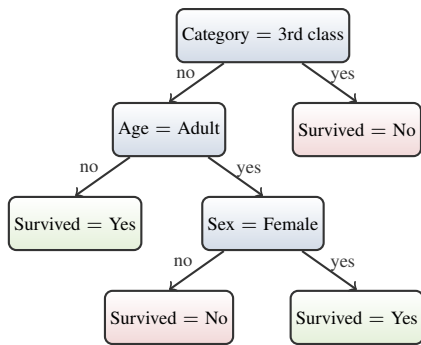 Category = 3rd class
no
yes
Age = Adult
Survived = No
no
yes
Survived = Yes
Sex = Female
no
yes
Survived = No
Survived = Yes